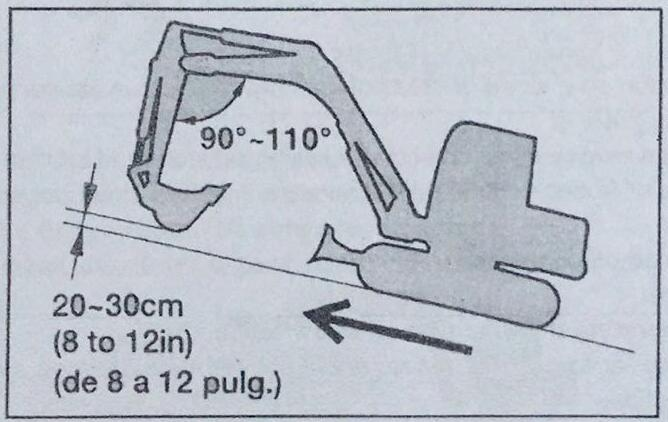 90°~110°
20~30cm
(8 to 12in)
(de 8 a 12 pulg.)